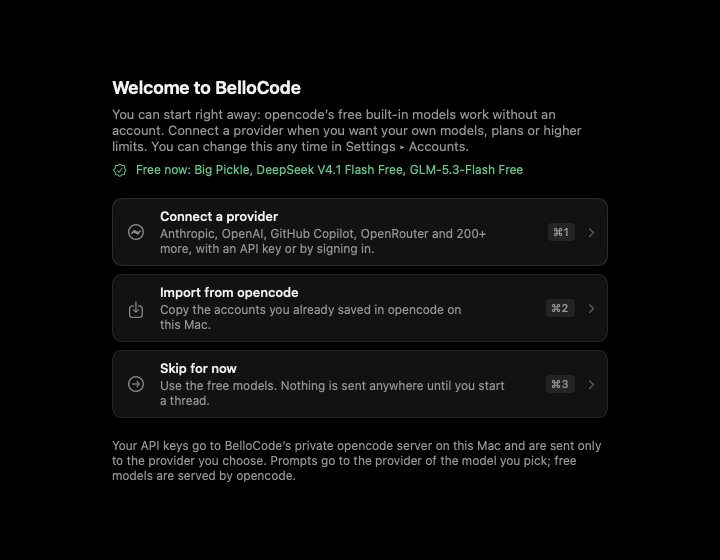 Welcome to BelloCode
You can start right away: opencode’s free built-in models work without an
account. Connect a provider when you want your own models, plans or higher
limits. You can change this any time in Settings ▸ Accounts.
Free now: Big Pickle, DeepSeek V4.1 Flash Free, GLM-5.3-Flash Free
Connect a provider
Anthropic, OpenAI, GitHub Copilot, OpenRouter and 200+
more, with an API key or by signing in.
⌘1
Import from opencode
Copy the accounts you already saved in opencode on
this Mac.
⌘2
Skip for now
Use the free models. Nothing is sent anywhere until you start
a thread.
⌘3
Your API keys go to BelloCode’s private opencode server on this Mac and are sent only
to the provider you choose. Prompts go to the provider of the model you pick; free
models are served by opencode.